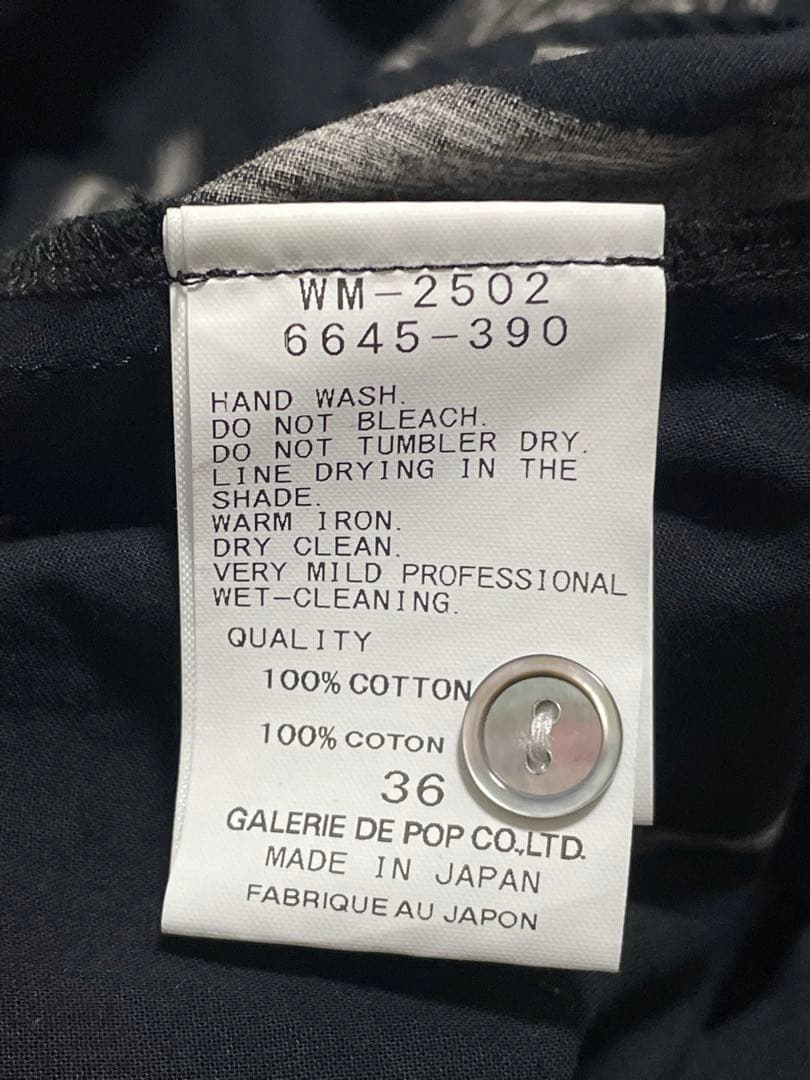 WM-2502
6645-390
HAND WASH.
DO NOT BLEACH.
DO NOT TUMBLER DRY.
LINE DRYING IN THE
SHADE.
WARM IRON.
DRY CLEAN.
VERY MILD PROFESSIONAL
WET-CLEANING.
QUALITY
100% COTTON
100% COTON
36
GALERIE DE POP CO.,LTD.
MADE IN JAPAN
FABRIQUE AU JAPON